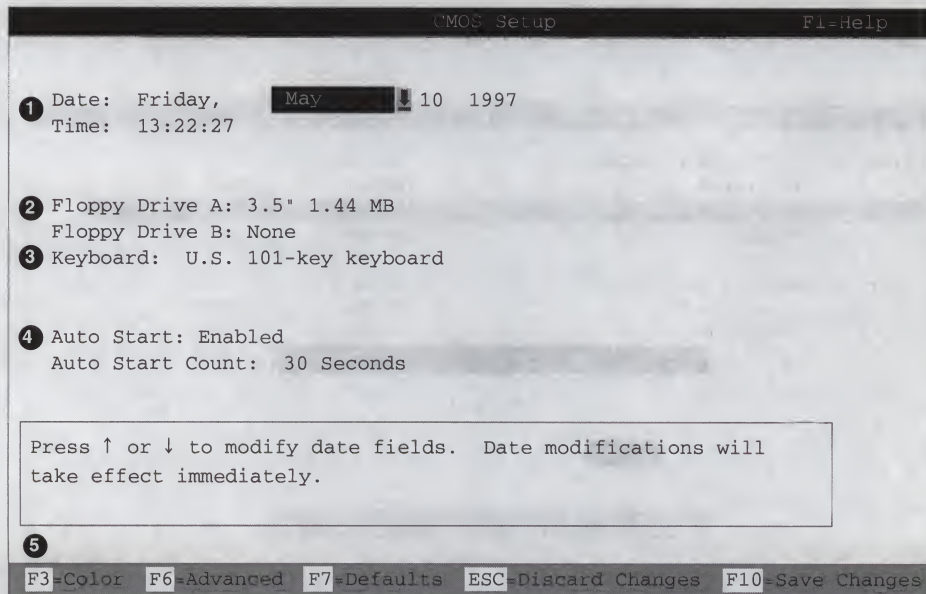 CMOS Setup F1=Help
1 Date: Friday, May 10 1997
Time: 13:22:27
2 Floppy Drive A: 3.5" 1.44 MB
Floppy Drive B: None
3 Keyboard: U.S. 101-key keyboard
4 Auto Start: Enabled
Auto Start Count: 30 Seconds
Press ↑ or ↓ to modify date fields. Date modifications will
take effect immediately.
5
F3=Color F6=Advanced F7=Defaults ESC=Discard Changes F10=Save Changes